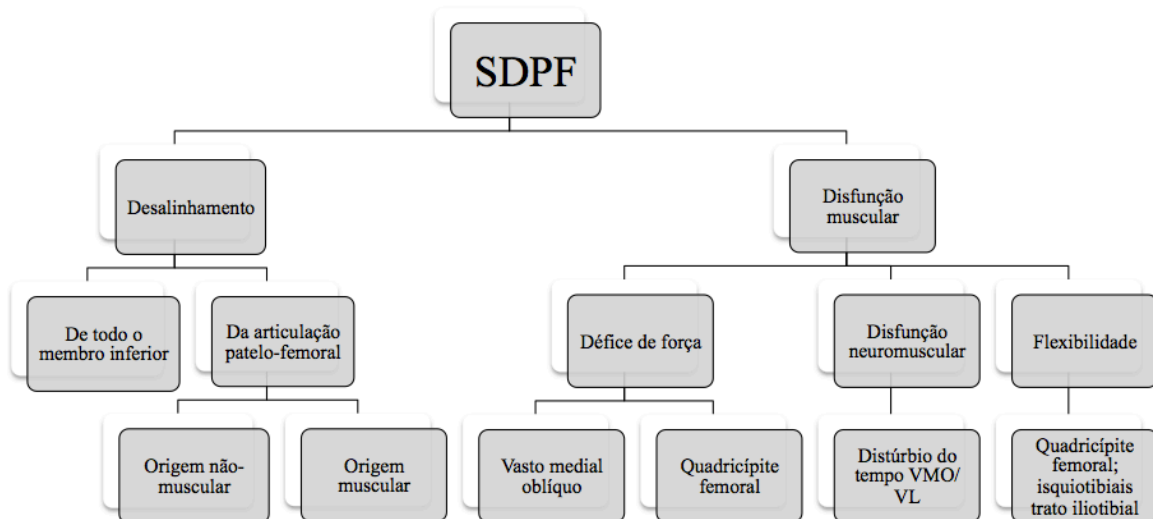 SDPF
Desalinhamento
Disfunção
muscular
De todo o
membro inferior
Da articulação
patelo-femoral
Défice de força
Disfunção
neuromuscular
Flexibilidade
Origem não-
muscular
Origem
muscular
Vasto medial
oblíquo
Quadricípite
femoral
Distúrbio do
tempo VMO/
VL
Quadricípite
femoral;
isquiotibiais
trato iliotibial